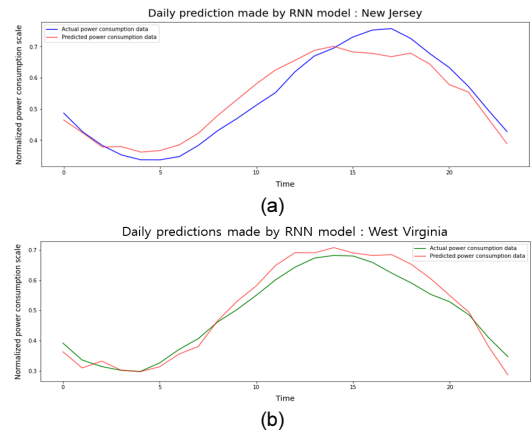 Daily prediction made by RNN model : New Jersey
Actual power consumption data
Predicted power consumption data
Normalized power consumption scale
0.7
0.6
0.5
0.4
0
5
10
15
20
Time
(a)
Daily predictions made by RNN model : West Virginia
Actual power consumption data
Predicted power consumption data
Normalized power consumption scale
0.7
0.6
0.5
0.4
0.3
0
5
10
15
20
Time
(b)